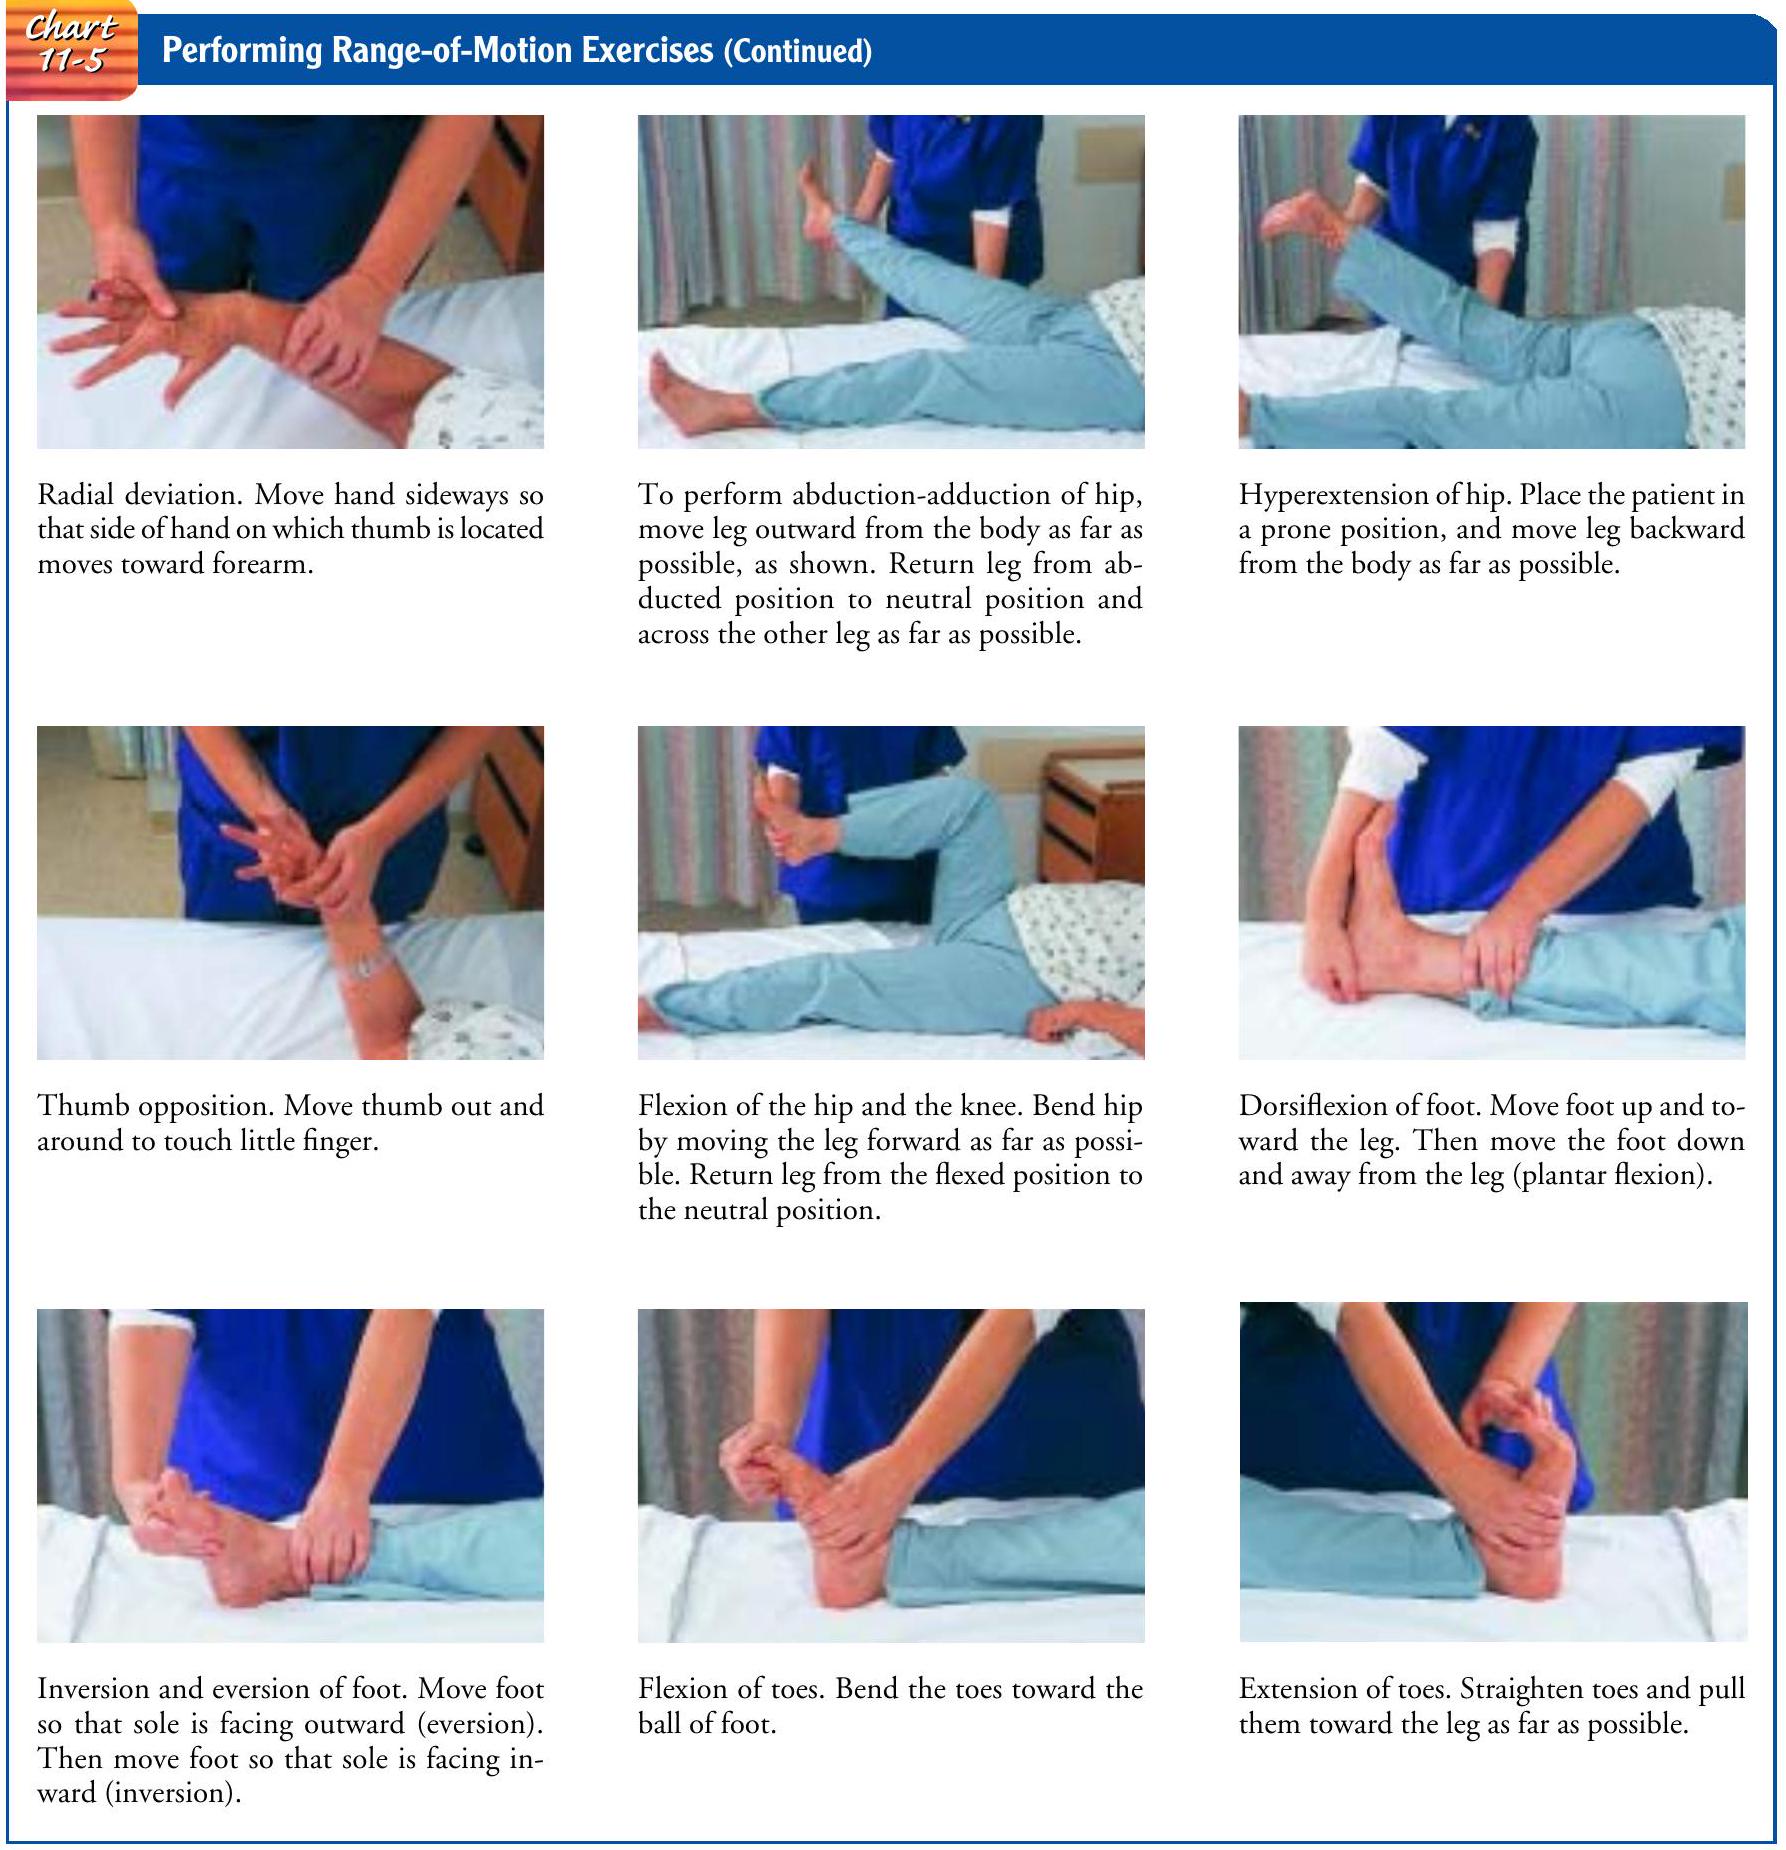 Chart
11-5
Performing Range-of-Motion Exercises (Continued)
Radial deviation. Move hand sideways so
that side of hand on which thumb is located
moves toward forearm.
To perform abduction-adduction of hip,
move leg outward from the body as far as
possible, as shown. Return leg from ab-
ducted position to neutral position and
across the other leg as far as possible.
Hyperextension of hip. Place the patient in
a prone position, and move leg backward
from the body as far as possible.
Thumb opposition. Move thumb out and
around to touch little finger.
Flexion of the hip and the knee. Bend hip
by moving the leg forward as far as possi-
ble. Return leg from the flexed position to
the neutral position.
Dorsiflexion of foot. Move foot up and to-
ward the leg. Then move the foot down
and away from the leg (plantar flexion).
Inversion and eversion of foot. Move foot
so that sole is facing outward (eversion).
Then move foot so that sole is facing in-
ward (inversion).
Flexion of toes. Bend the toes toward the
ball of foot.
Extension of toes. Straighten toes and pull
them toward the leg as far as possible.